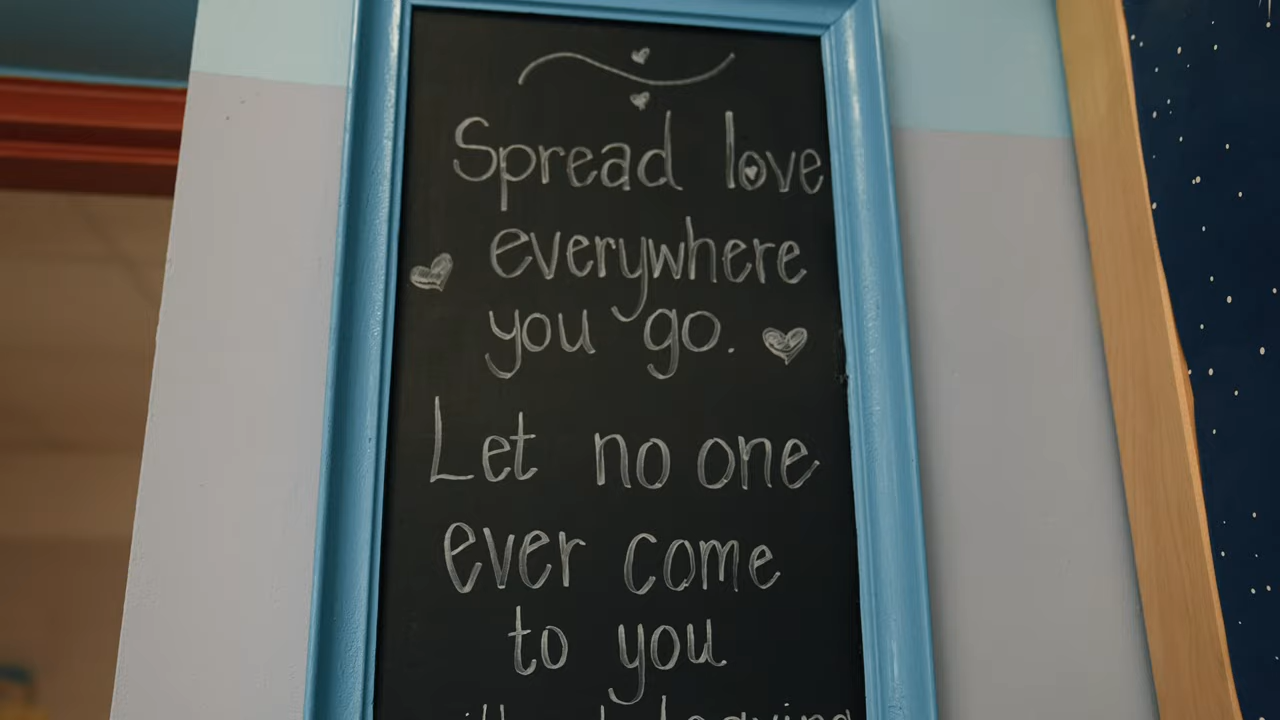 Spread love
everywhere
you go.
Let no one
ever come
to you